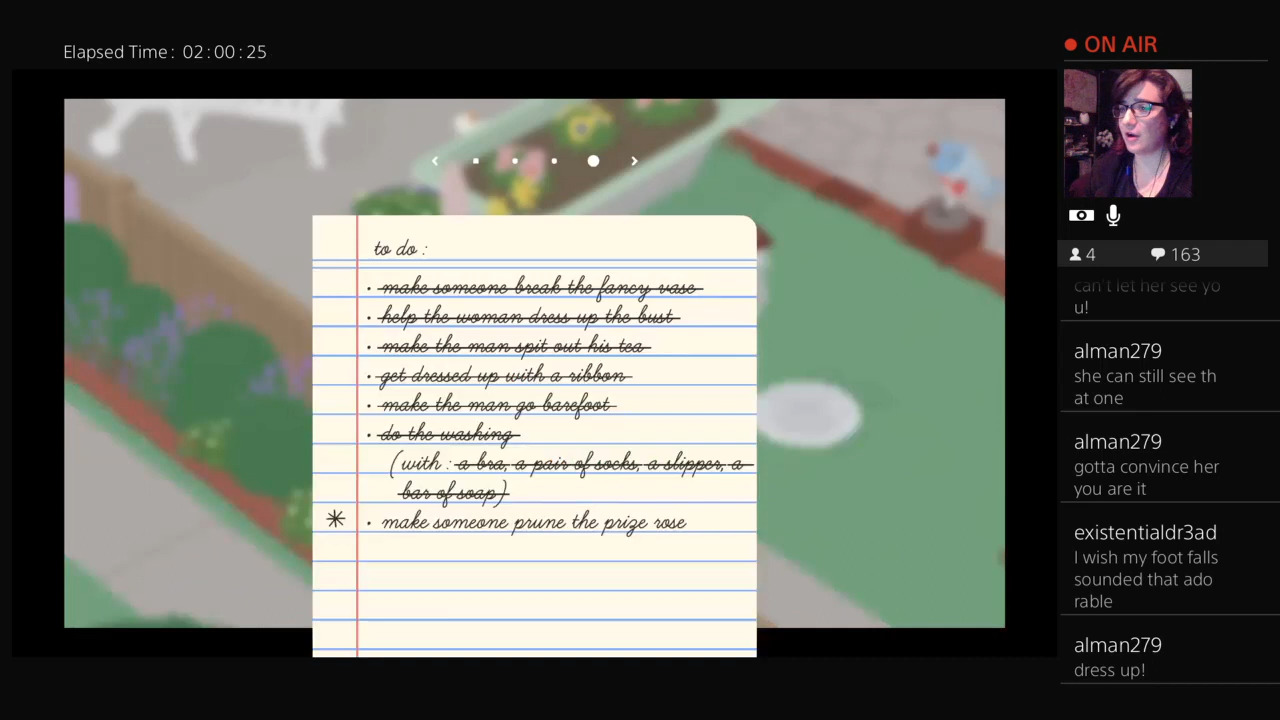 Elapsed Time: 02:00:25
ON AIR
to do :
• make someone break the fancy vase
• help the woman dress up the bust
• make the man spit out his tea
• get dressed up with a ribbon
• make the man go barefoot
• do the washing
(with : a bra, a pair of socks, a slipper, a
bar of soap)
• make someone prune the prize rose
4 163
can't let her see yo
u!
alman279
she can still see th
at one
alman279
gotta convince her
you are it
existentialdr3ad
I wish my foot falls
sounded that ado
rable
alman279
dress up!